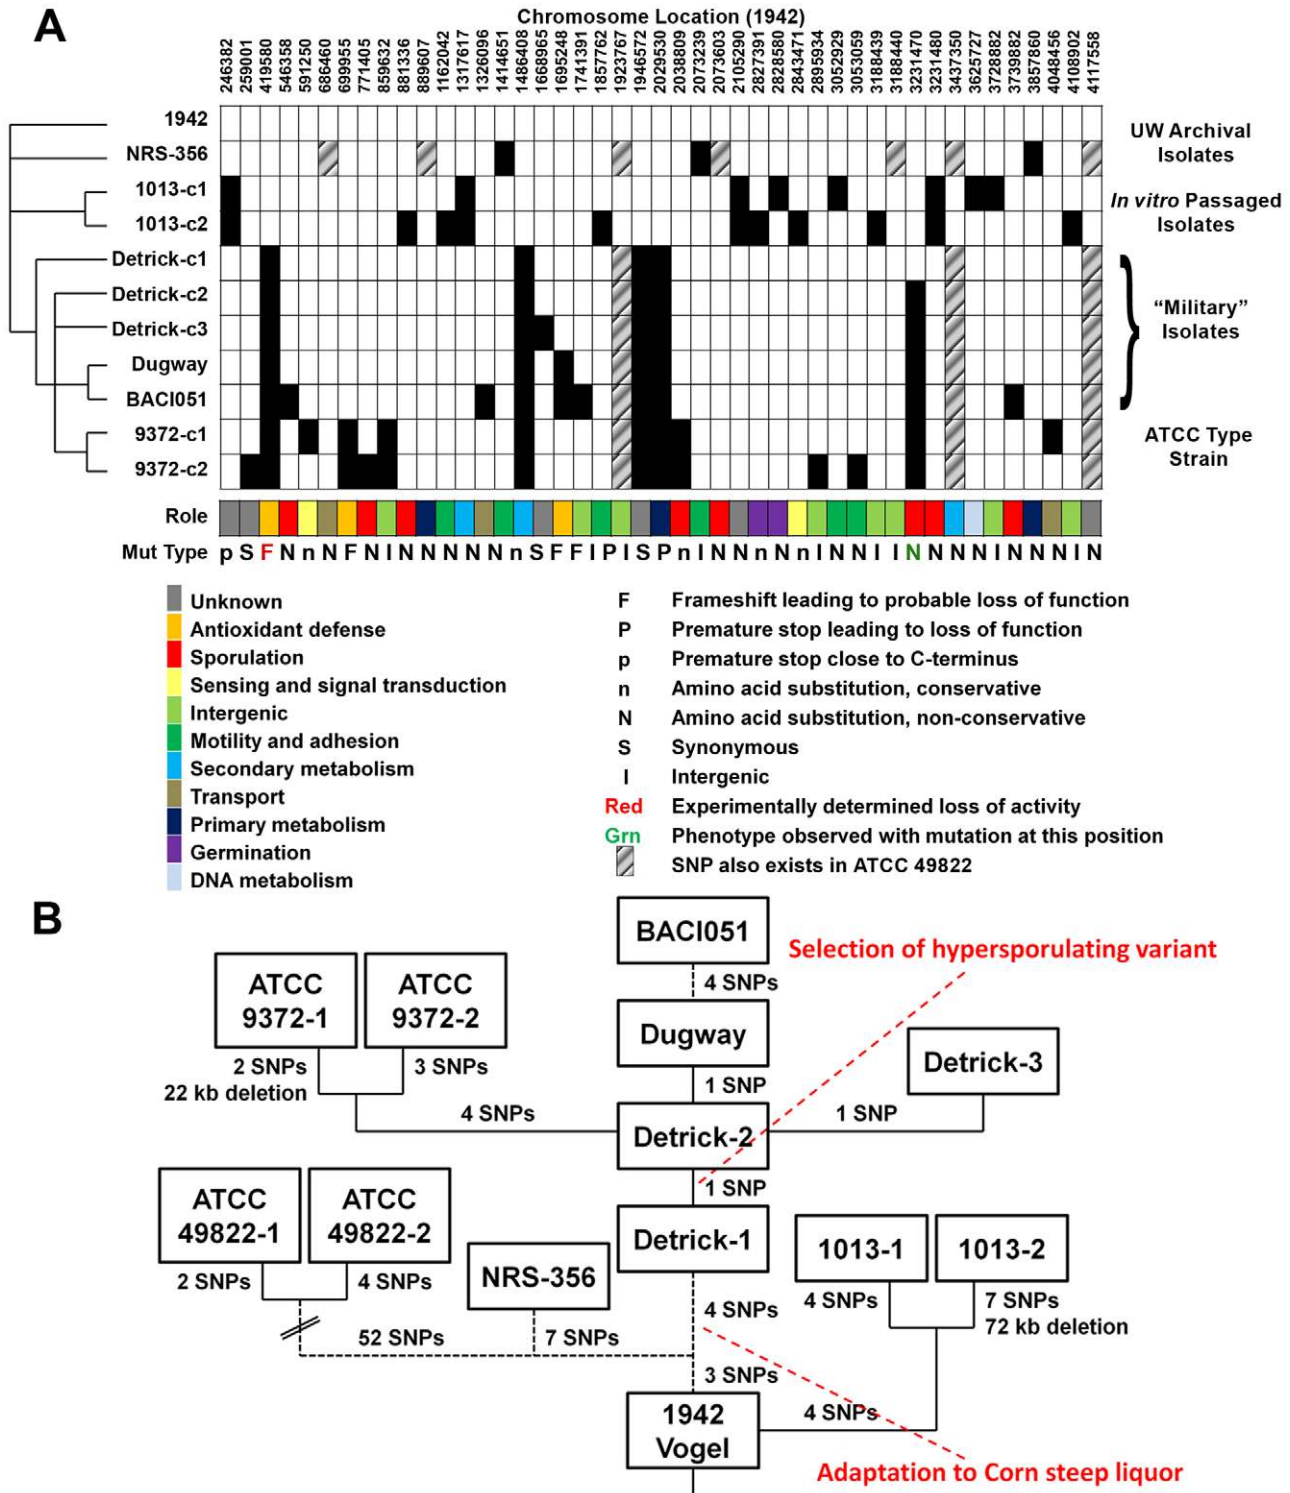 A
Chromosome Location (1942)
246382
259001
419580
546358
591250
686460
699955
771405
859632
881336
889607
1162042
1317617
1326096
1414651
1486408
1668965
1695248
1741391
1857762
1923767
1946572
2029530
2038809
2073239
2073603
2105290
2827391
2828580
2843471
2895934
3052929
3053059
3188439
3188440
3231470
3231480
3437350
3625727
3728882
3739882
3857860
4048456
4108902
4117558
1942
NRS-356
1013-c1
1013-c2
Detrick-c1
Detrick-c2
Detrick-c3
Dugway
BACI051
9372-c1
9372-c2
UW Archival
Isolates
In vitro Passaged
Isolates
“Military”
Isolates
ATCC Type
Strain
Role
Mut Type p S F N n N F N I N N N N N n S F F I P I S P n I N N n N n I N N I I N N N N I N N N I N
Unknown
Antioxidant defense
Sporulation
Sensing and signal transduction
Intergenic
Motility and adhesion
Secondary metabolism
Transport
Primary metabolism
Germination
DNA metabolism
F Frameshift leading to probable loss of function
P Premature stop leading to loss of function
p Premature stop close to C-terminus
n Amino acid substitution, conservative
N Amino acid substitution, non-conservative
S Synonymous
I Intergenic
Red Experimentally determined loss of activity
Grn Phenotype observed with mutation at this position
SNP also exists in ATCC 49822
B
BACI051
Selection of hypersporulating variant
4 SNPs
ATCC
9372-1
ATCC
9372-2
Dugway
Detrick-3
2 SNPs
22 kb deletion
3 SNPs
1 SNP
4 SNPs
Detrick-2
1 SNP
1 SNP
ATCC
49822-1
ATCC
49822-2
Detrick-1
NRS-356
1013-1
1013-2
2 SNPs
4 SNPs
4 SNPs
4 SNPs
7 SNPs
72 kb deletion
52 SNPs
7 SNPs
3 SNPs
1942
Vogel
4 SNPs
Adaptation to Corn steep liquor